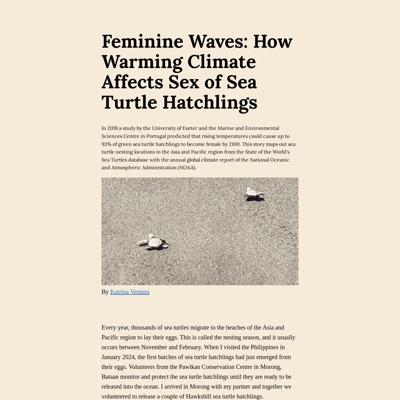 Feminine Waves: How
Warming Climate
Affects Sex of Sea
Turtle Hatchlings
In 2018 a study by the University of Exeter and the Marine and Environmental
Sciences Centre in Portugal predicted that rising temperatures could cause up to
93% of green sea turtle hatchlings to become female by 2100. This story maps out sea
turtle nesting locations in the Asia and Pacific region from the State of the World's
Sea Turtles database with the annual global climate report of the National Oceanic
and Atmospheric Administration (NOAA).
By Katrina Ventura
Every year, thousands of sea turtles migrate to the beaches of the Asia and
Pacific region to lay their eggs. This is called the nesting season, and it usually
occurs between November and February. When I visited the Philippines in
January 2024, the first batches of sea turtle hatchlings had just emerged from
their eggs. Volunteers from the Pawikan Conservation Center in Morong,
Bataan monitor and protect the sea turtle hatchlings until they are ready to be
released into the ocean. I arrived in Morong with my partner and together we
volunteered to release a couple of Hawksbill sea turtle hatchlings.